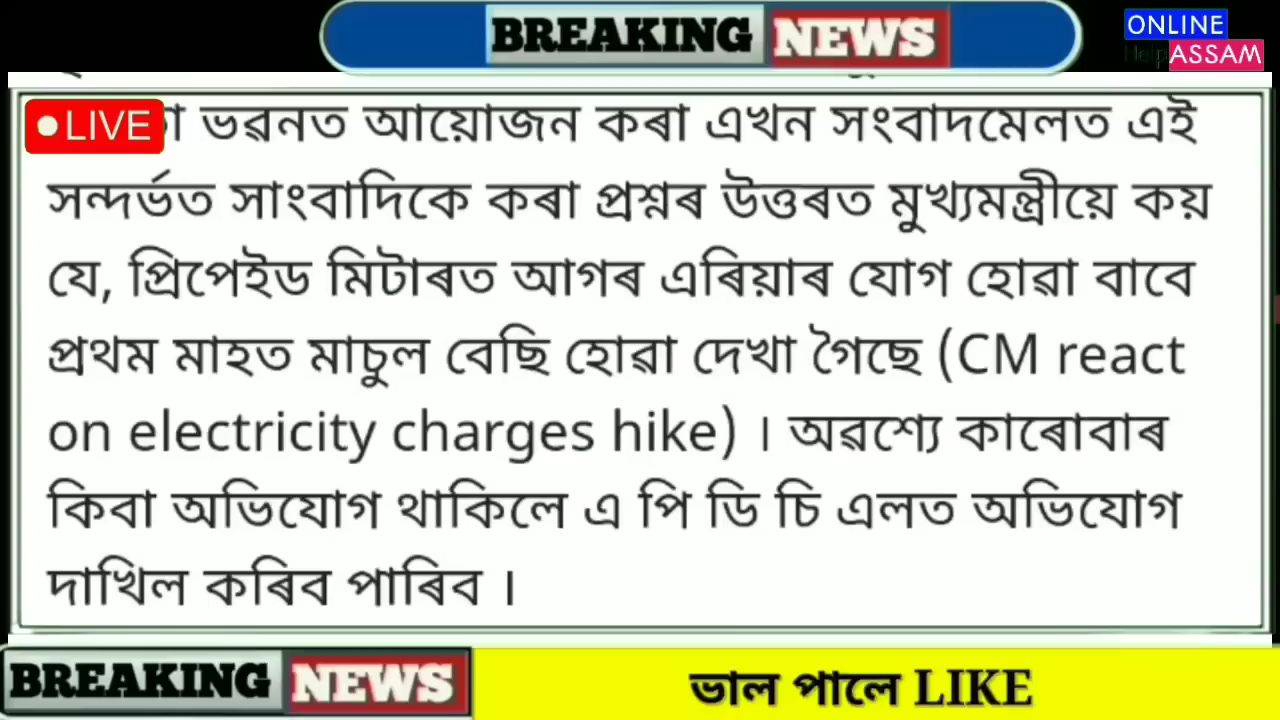 BREAKING NEWS
ONLINE
Help ASSAM
LIVE
ভৱনত আয়োজন কৰা এখন সংবাদমেলত এই
সন্দৰ্ভত সাংবাদিকে কৰা প্ৰশ্নৰ উত্তৰত মুখ্যমন্ত্ৰীয়ে কয়
যে, প্ৰিপেইড মিটাৰত আগৰ এৰিয়াৰ যোগ হোৱা বাবে
প্ৰথম মাহত মাচুল বেছি হোৱা দেখা গৈছে (CM react
on electricity charges hike) । অৱশ্যে কাৰোবাৰ
কিবা অভিযোগ থাকিলে এ পি ডি চি এলত অভিযোগ
দাখিল কৰিব পাৰিব ।
BREAKING NEWS
ভাল পালে LIKE